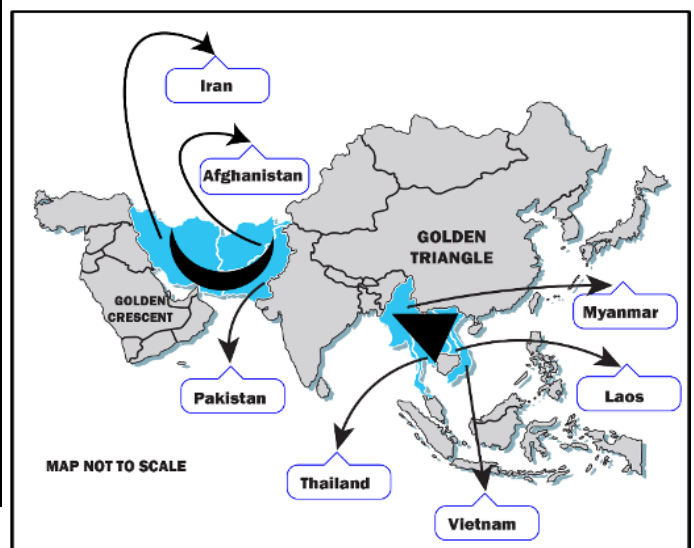 Iran
Afghanistan
GOLDEN
TRIANGLE
GOLDEN
CRESCENT
Myanmar
Pakistan
Laos
MAP NOT TO SCALE
Thailand
Vietnam